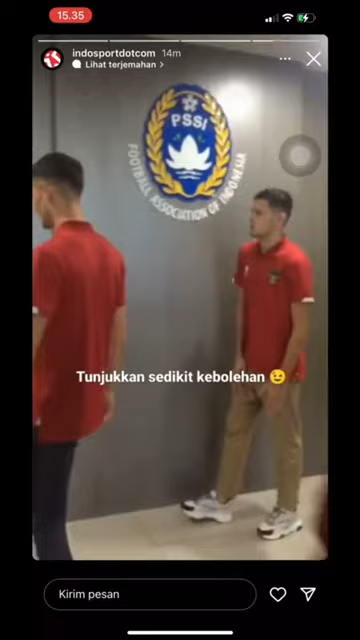 15.35
indosportdotcom 14m
Lihat terjemahan >
PSSI
FOOTBALL ASSOCIATION OF INDONESIA
Tunjukkan sedikit kebolehan 😉
Kirim pesan